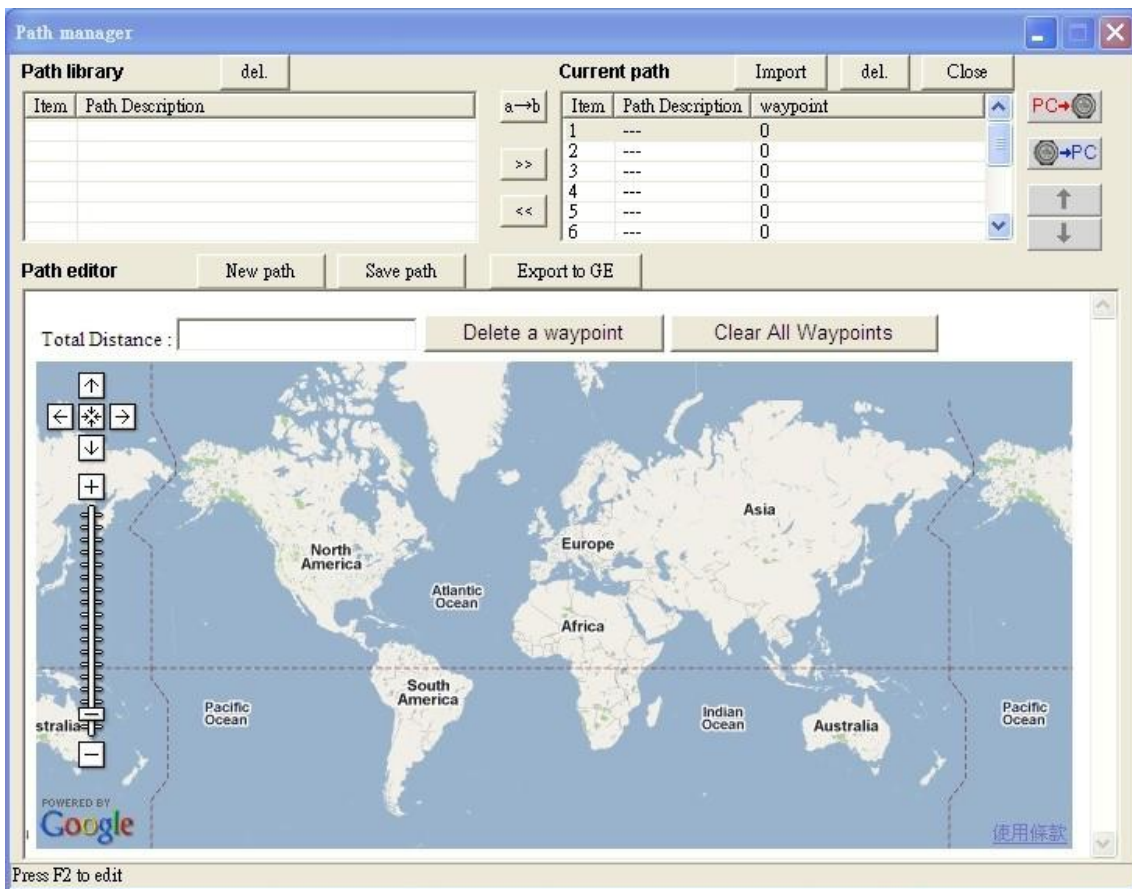 Path manager
Path library del. Current path Import del. Close
Item Path Description a→b Item Path Description waypoint PC→
1 --- 0
2 --- 0 →PC
>> 3 --- 0
4 --- 0
<< 5 --- 0
6 --- 0
Path editor New path Save path Export to GE
Total Distance : Delete a waypoint Clear All Waypoints
Asia
Europe
North
America
Atlantic
Ocean
Africa
South
America
Pacific
Ocean
Indian
Ocean
Pacific
Ocean
stralia
Australia
POWERED BY
Google
使用條款
Press F2 to edit